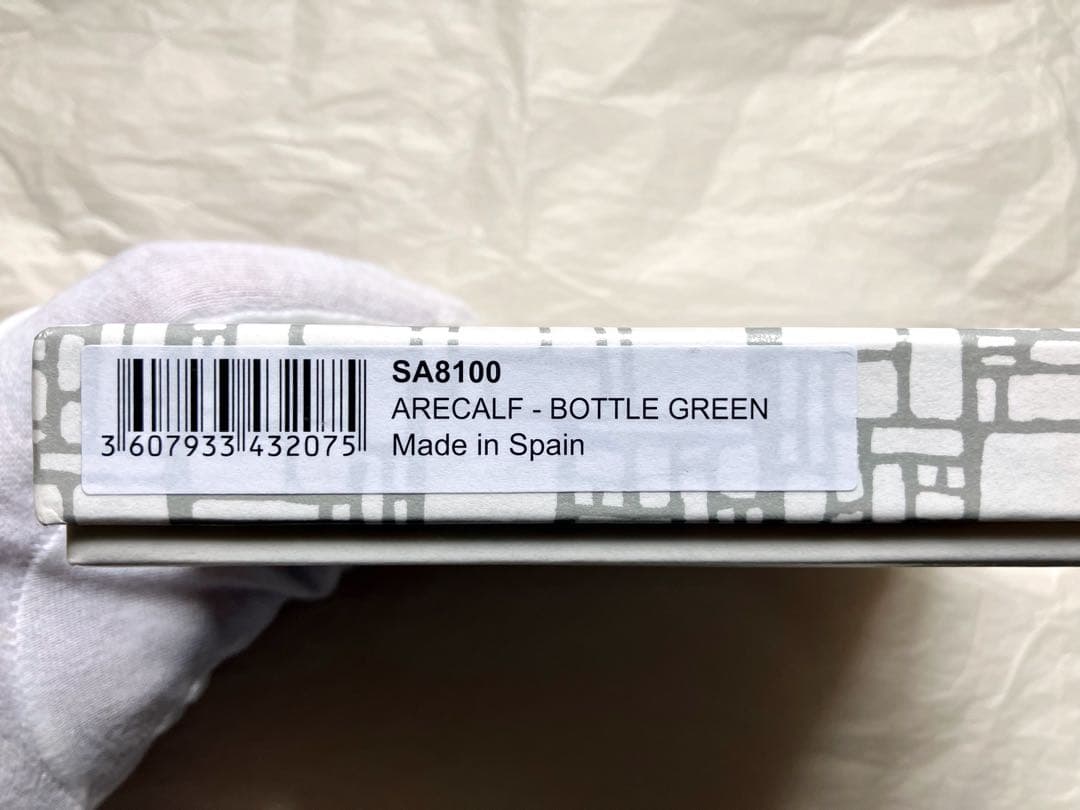 SA8100
ARECALF - BOTTLE GREEN
Made in Spain
3 607933 432075